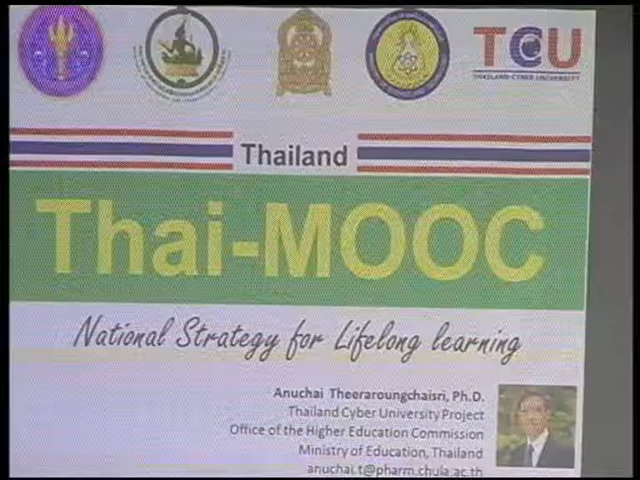 TCU
THAILAND CYBER UNIVERSITY
Thailand
Thai-MOOC
National Strategy for Lifelong learning
Anuchai Theeraroungchaisri, Ph.D.
Thailand Cyber University Project
Office of the Higher Education Commission
Ministry of Education, Thailand
anuchai.t@pharm.chula.ac.th